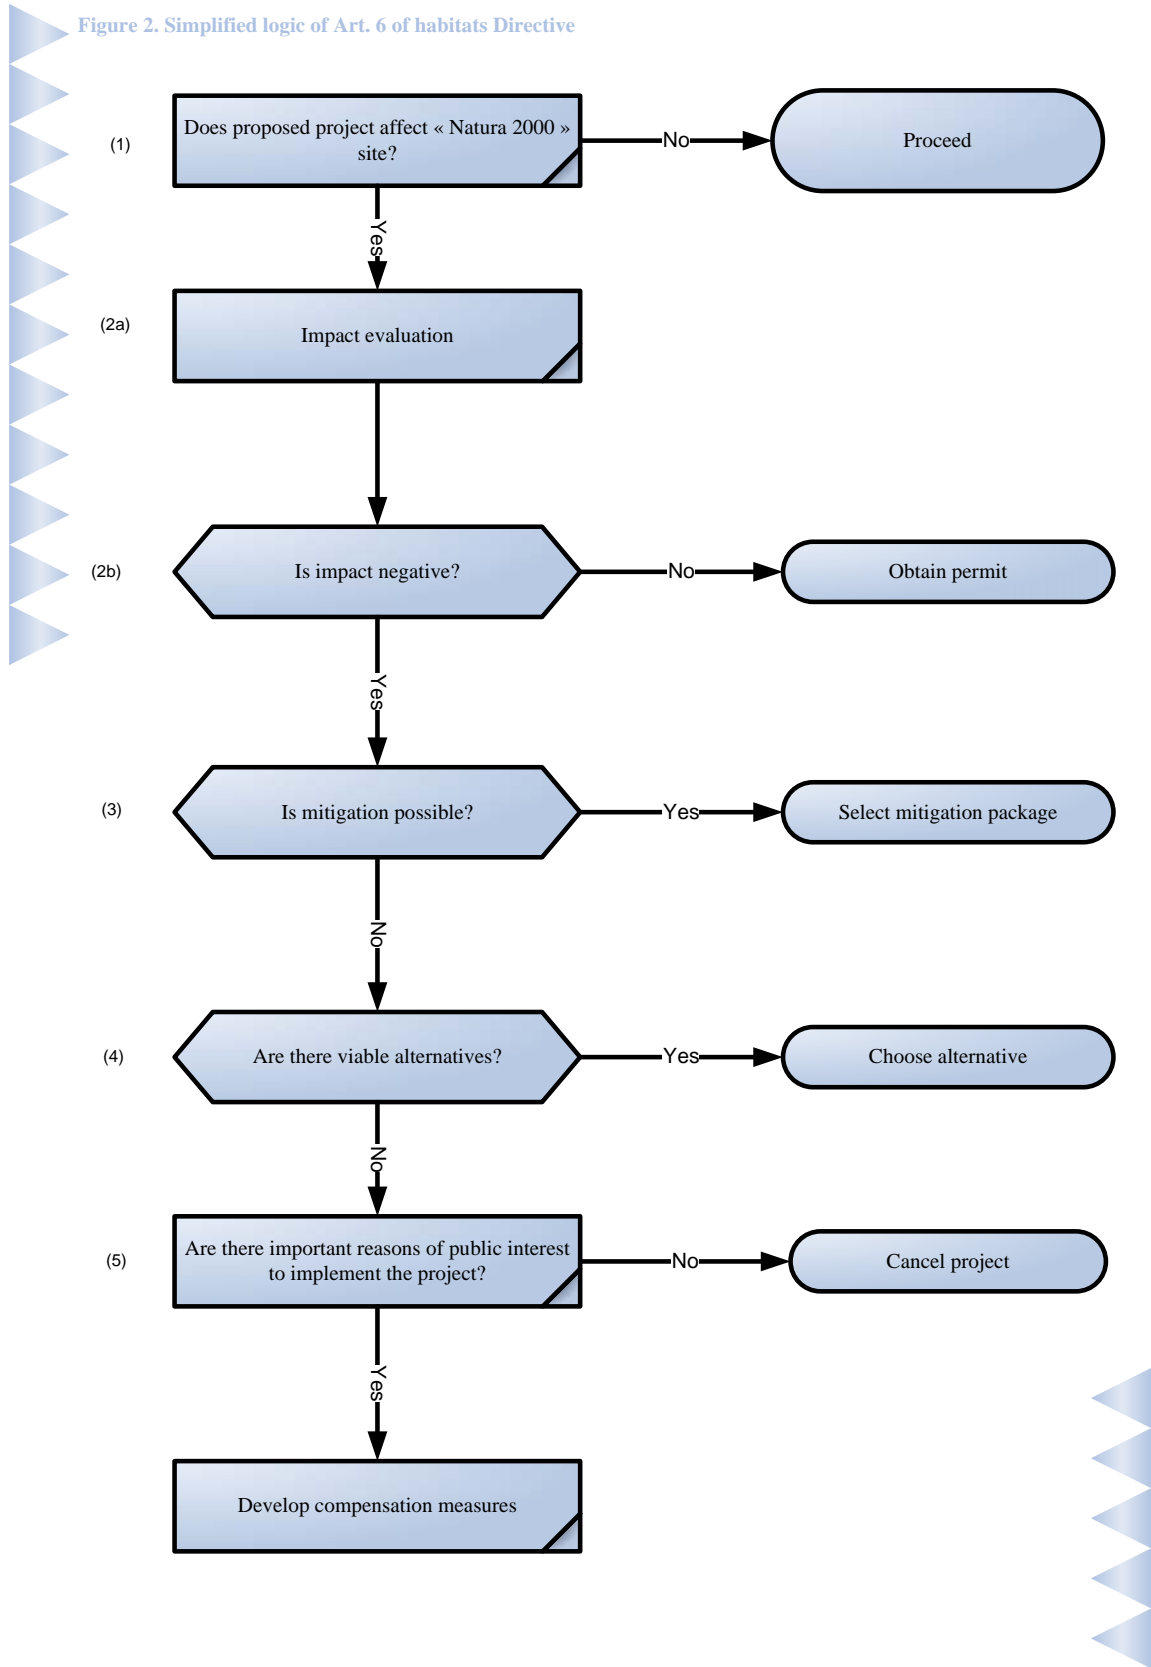 Figure 2. Simplified logic of Art. 6 of habitats Directive
(1)
Does proposed project affect « Natura 2000 »
site?
No
Proceed
Yes
(2a)
Impact evaluation
(2b)
Is impact negative?
No
Obtain permit
Yes
(3)
Is mitigation possible?
Yes
Select mitigation package
No
(4)
Are there viable alternatives?
Yes
Choose alternative
No
(5)
Are there important reasons of public interest
to implement the project?
No
Cancel project
Yes
Develop compensation measures